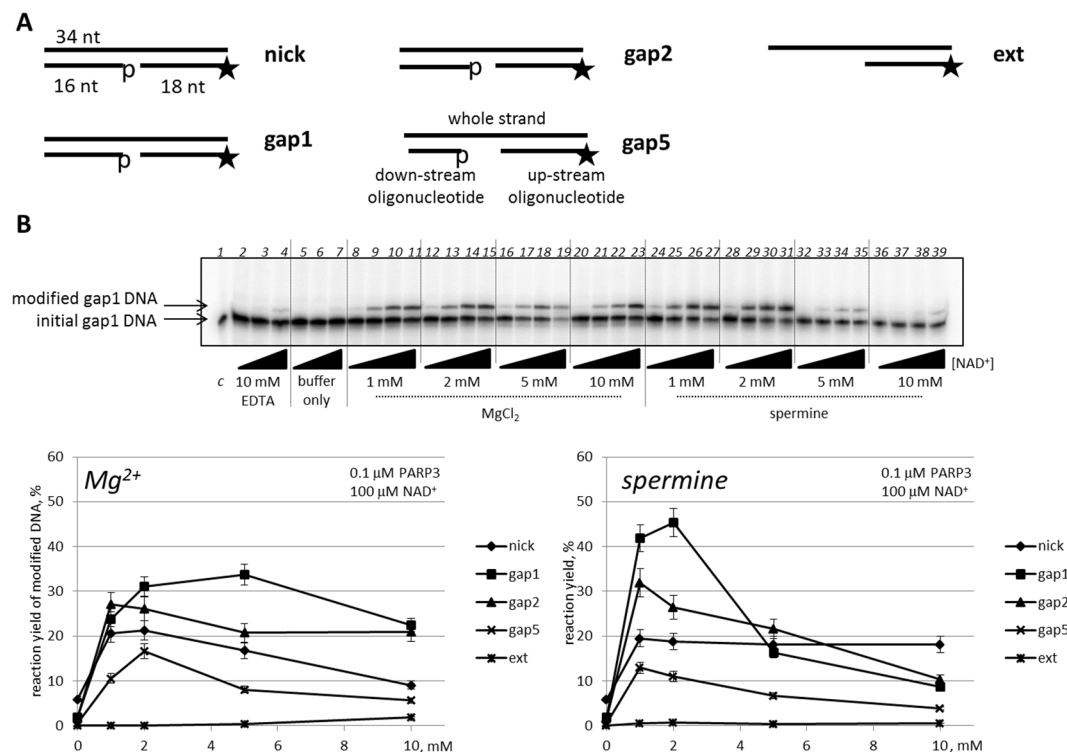 A
34 nt
nick
p
16 nt
18 nt
gap2
p
ext
gap1
p
whole strand
gap5
p
down-stream
oligonucleotide
up-stream
oligonucleotide
B
1 2 3 4 5 6 7 8 9 10 11 12 13 14 15 16 17 18 19 20 21 22 23 24 25 26 27 28 29 30 31 32 33 34 35 36 37 38 39
modified gap1 DNA
initial gap1 DNA
[NAD⁺]
c
10 mM
EDTA
buffer
only
1 mM
2 mM
5 mM
10 mM
1 mM
2 mM
5 mM
10 mM
MgCl₂
spermine
Mg²⁺
0.1 µM PARP3
100 µM NAD⁺
reaction yield of modified DNA, %
60
50
40
30
20
10
0
0
2
4
6
8
10, mM
nick
gap1
gap2
gap5
ext
spermine
0.1 µM PARP3
100 µM NAD⁺
reaction yield, %
60
50
40
30
20
10
0
0
2
4
6
8
10, mM
nick
gap1
gap2
gap5
ext